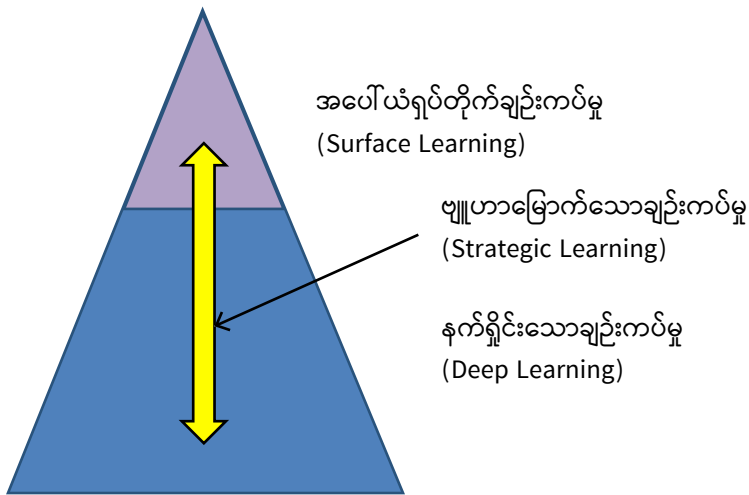 အပေါ်ယံရှပ်တိုက်ချဉ်းကပ်မှု
(Surface Learning)
ဗျူဟာမြောက်သောချဉ်းကပ်မှု
(Strategic Learning)
နက်ရှိုင်းသောချဉ်းကပ်မှု
(Deep Learning)